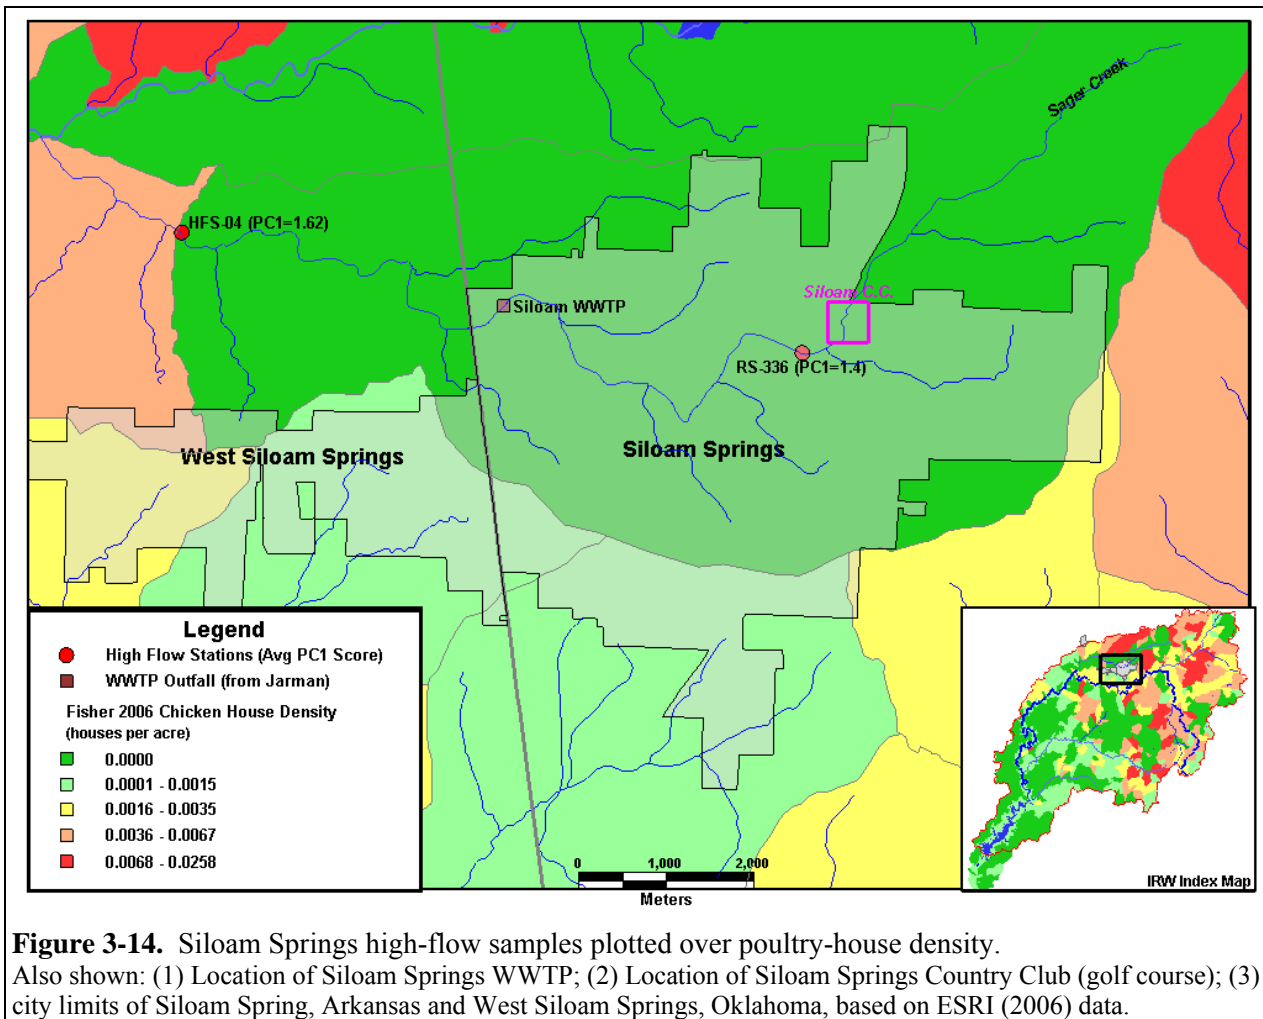 Sager Creek
HFS-04 (PC1=1.62)
Siloam C.C.
Siloam WWTP
RS-336 (PC1=1.4)
West Siloam Springs
Siloam Springs
Legend
High Flow Stations (Avg PC1 Score)
WWTP Outfall (from Jarman)
Fisher 2006 Chicken House Density
(houses per acre)
0.0000
0.0001 - 0.0015
0.0016 - 0.0035
0.0036 - 0.0067
0.0068 - 0.0258
0 1,000 2,000
Meters
IRW Index Map
Figure 3-14. Siloam Springs high-flow samples plotted over poultry-house density.
Also shown: (1) Location of Siloam Springs WWTP; (2) Location of Siloam Springs Country Club (golf course); (3)
city limits of Siloam Spring, Arkansas and West Siloam Springs, Oklahoma, based on ESRI (2006) data.